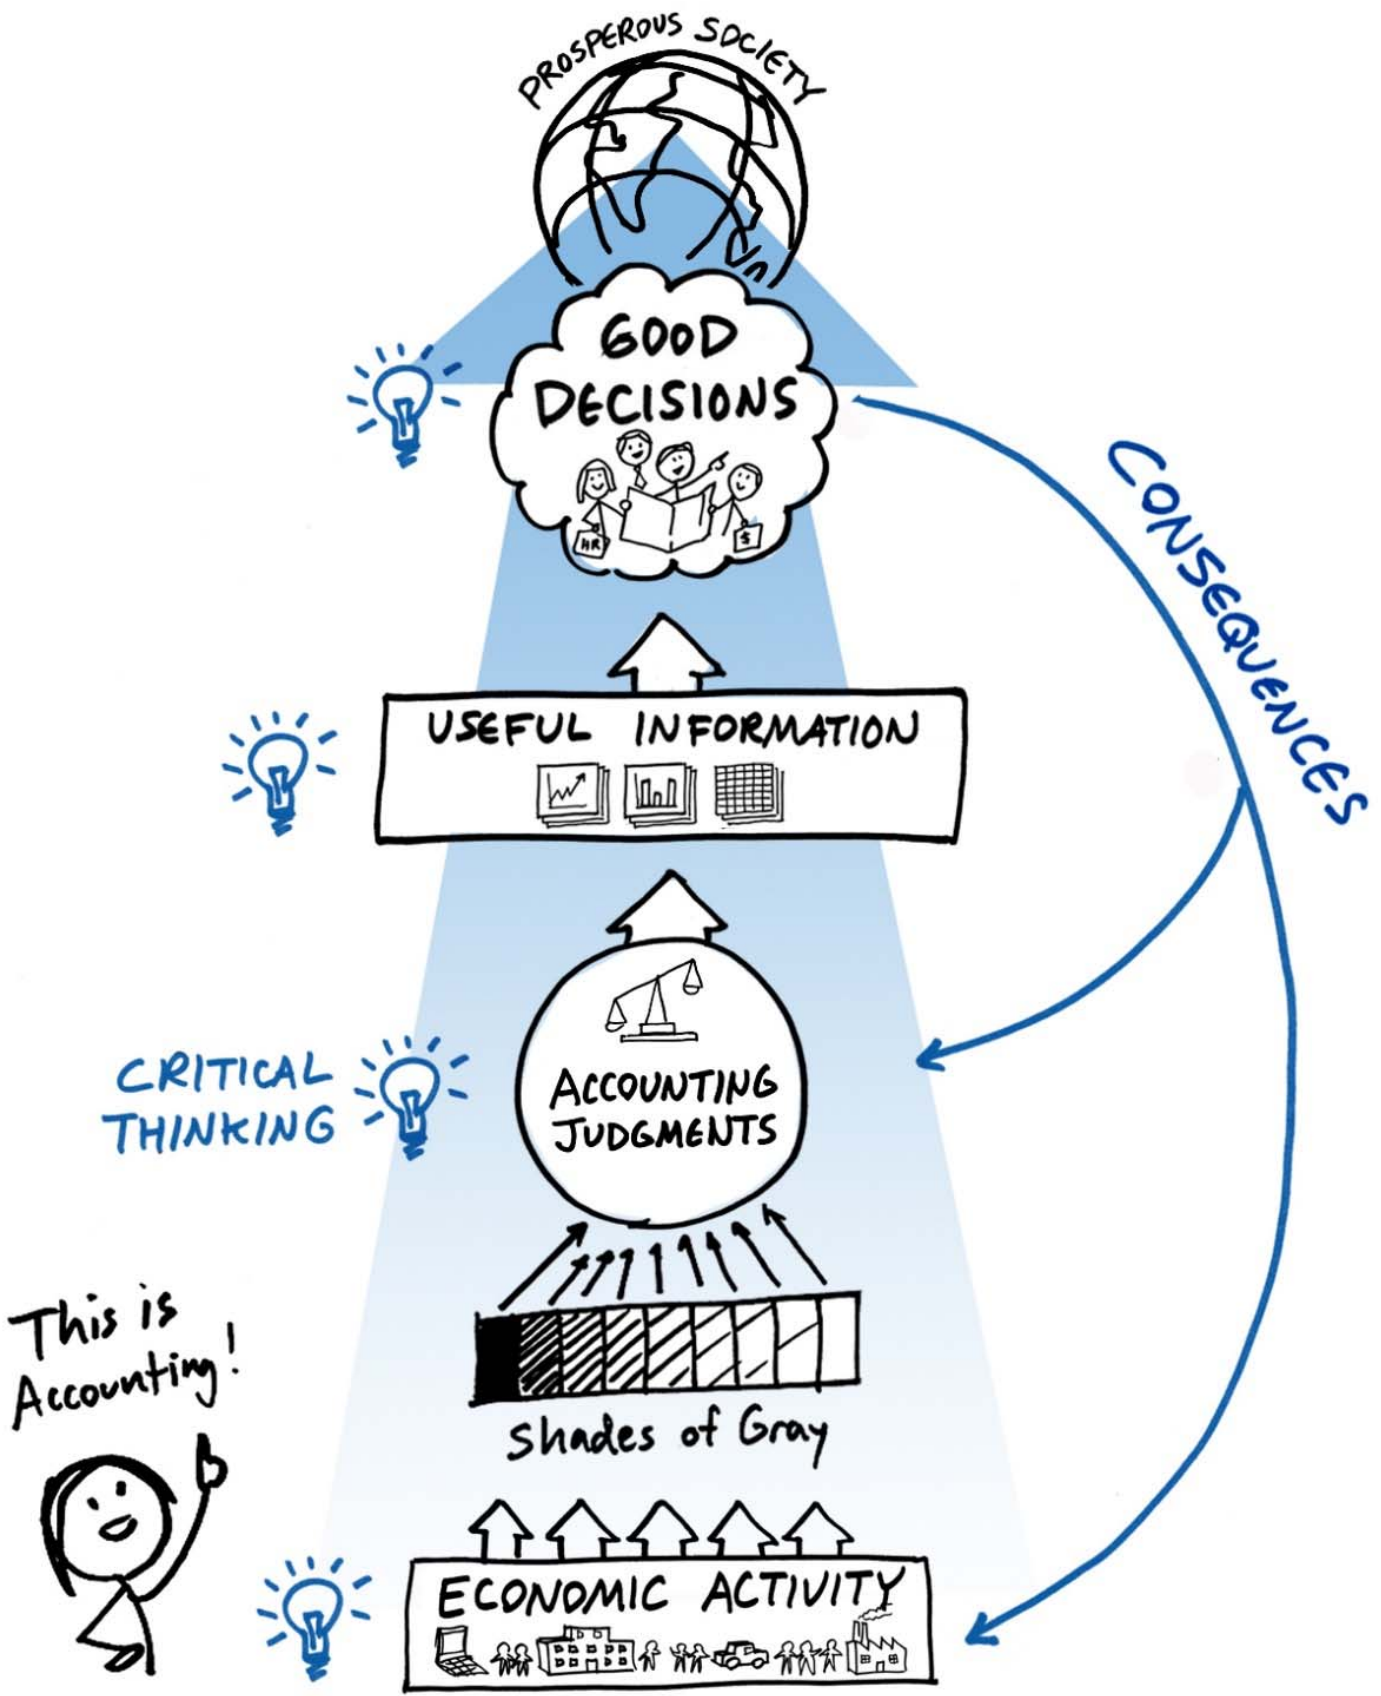 PROSPEROUS SOCIETY
GOOD
DECISIONS
HR
$
CONSEQUENCES
USEFUL INFORMATION
ACCOUNTING
JUDGMENTS
CRITICAL
THINKING
This is
Accounting!
Shades of Gray
ECONOMIC ACTIVITY